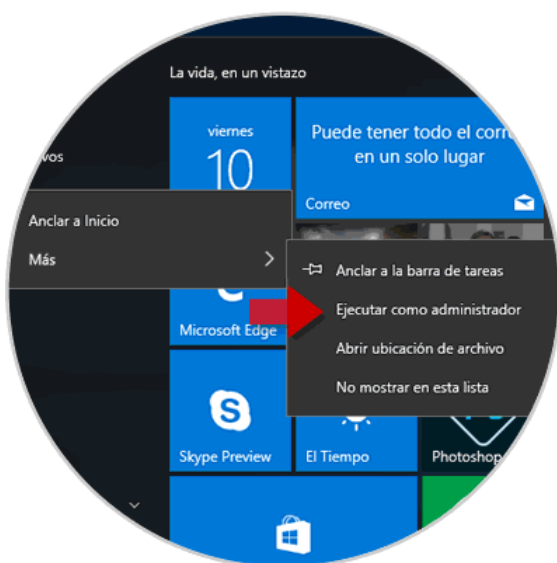 La vida, en un vistazo
viernes
10
Puede tener todo el
en un solo lugar
Correo
Anclar a Inicio
Más
Anclar a la barra de tareas
Ejecutar como administrador
Abrir ubicación de archivo
No mostrar en esta lista
Microsoft Edge
Skype Preview
El Tiempo
Photoshop